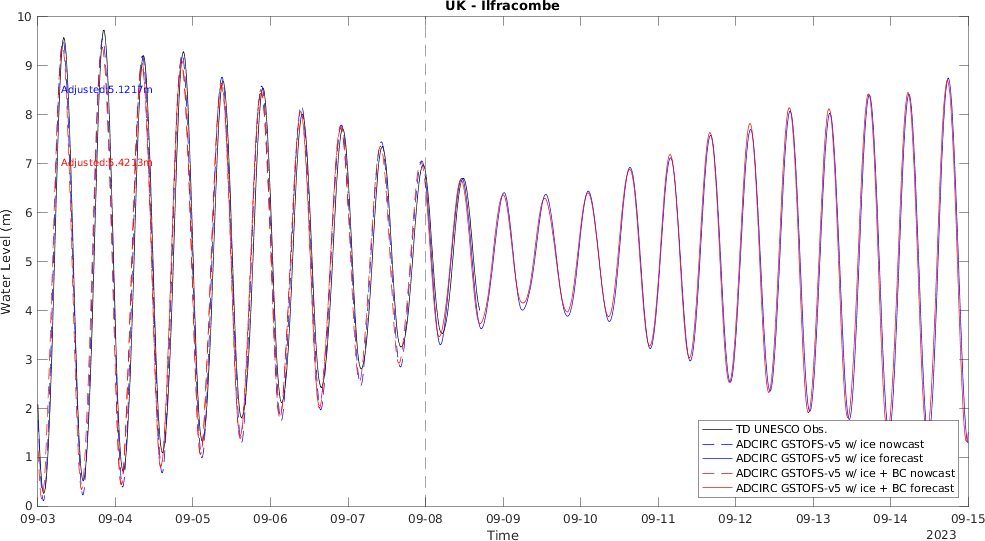 UK - Ilfracombe
10
9
8
7
6
5
4
3
2
1
0
Water Level (m)
Adjusted:5.1217m
Adjusted:5.4213m
TD UNESCO Obs.
ADCIRC GSTOFS-v5 w/ ice nowcast
ADCIRC GSTOFS-v5 w/ ice forecast
ADCIRC GSTOFS-v5 w/ ice + BC nowcast
ADCIRC GSTOFS-v5 w/ ice + BC forecast
09-03 09-04 09-05 09-06 09-07 09-08 09-09 09-10 09-11 09-12 09-13 09-14 09-15
Time
2023